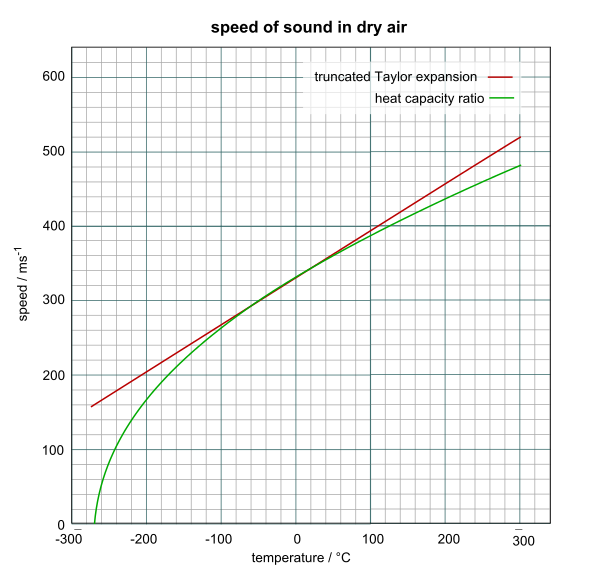 speed of sound in dry air
truncated Taylor expansion
heat capacity ratio
600
500
400
300
200
100
0
speed / ms⁻¹
-300 -200 -100 0 100 200 300
temperature / °C